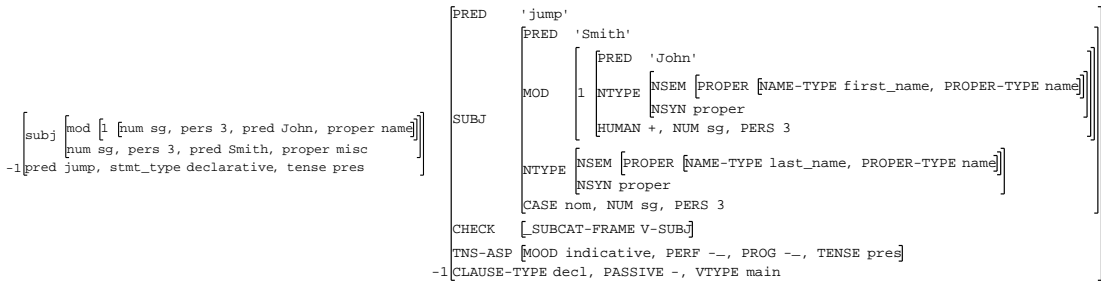 subj mod 1 num sg, pers 3, pred John, proper name
num sg, pers 3, pred Smith, proper misc
-1 pred jump, stmt_type declarative, tense pres
PRED 'jump'
PRED 'Smith'
PRED 'John'
MOD 1 NTYPE NSEM PROPER NAME-TYPE first_name, PROPER-TYPE name
NSYN proper
HUMAN +, NUM sg, PERS 3
SUBJ
NTYPE NSEM PROPER NAME-TYPE last_name, PROPER-TYPE name
NSYN proper
CASE nom, NUM sg, PERS 3
CHECK _SUBCAT-FRAME V-SUBJ
TNS-ASP MOOD indicative, PERF -_, PROG -_, TENSE pres
-1 CLAUSE-TYPE decl, PASSIVE -, VTYPE main